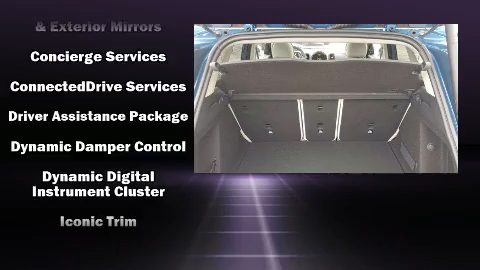 & Exterior Mirrors
Concierge Services
ConnectedDrive Services
Driver Assistance Package
Dynamic Damper Control
Dynamic Digital
Instrument Cluster
Iconic Trim